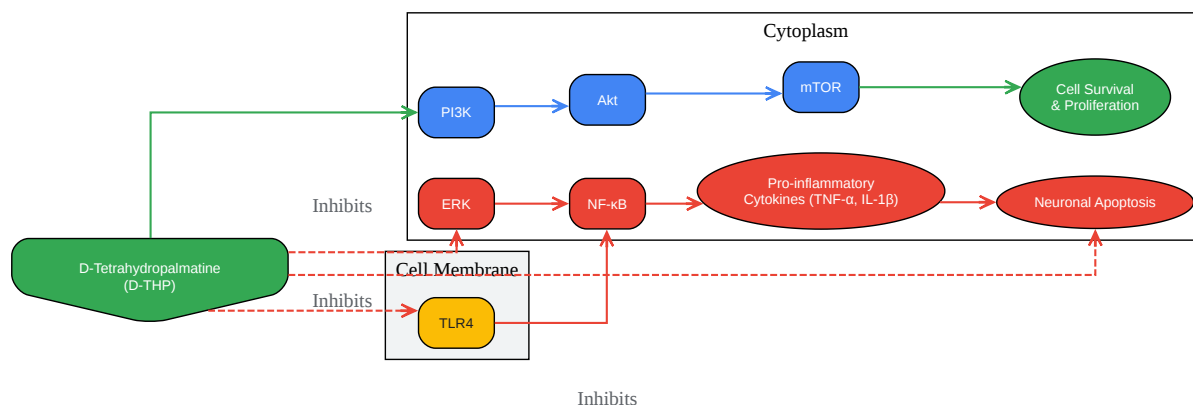 Cytoplasm
PI3K
Akt
mTOR
Cell Survival
& Proliferation
ERK
NF-κB
Pro-inflammatory
Cytokines (TNF-α, IL-1β)
Neuronal Apoptosis
Inhibits
D-Tetrahydropalmatine
(D-THP)
Cell Membrane
Inhibits
TLR4
Inhibits